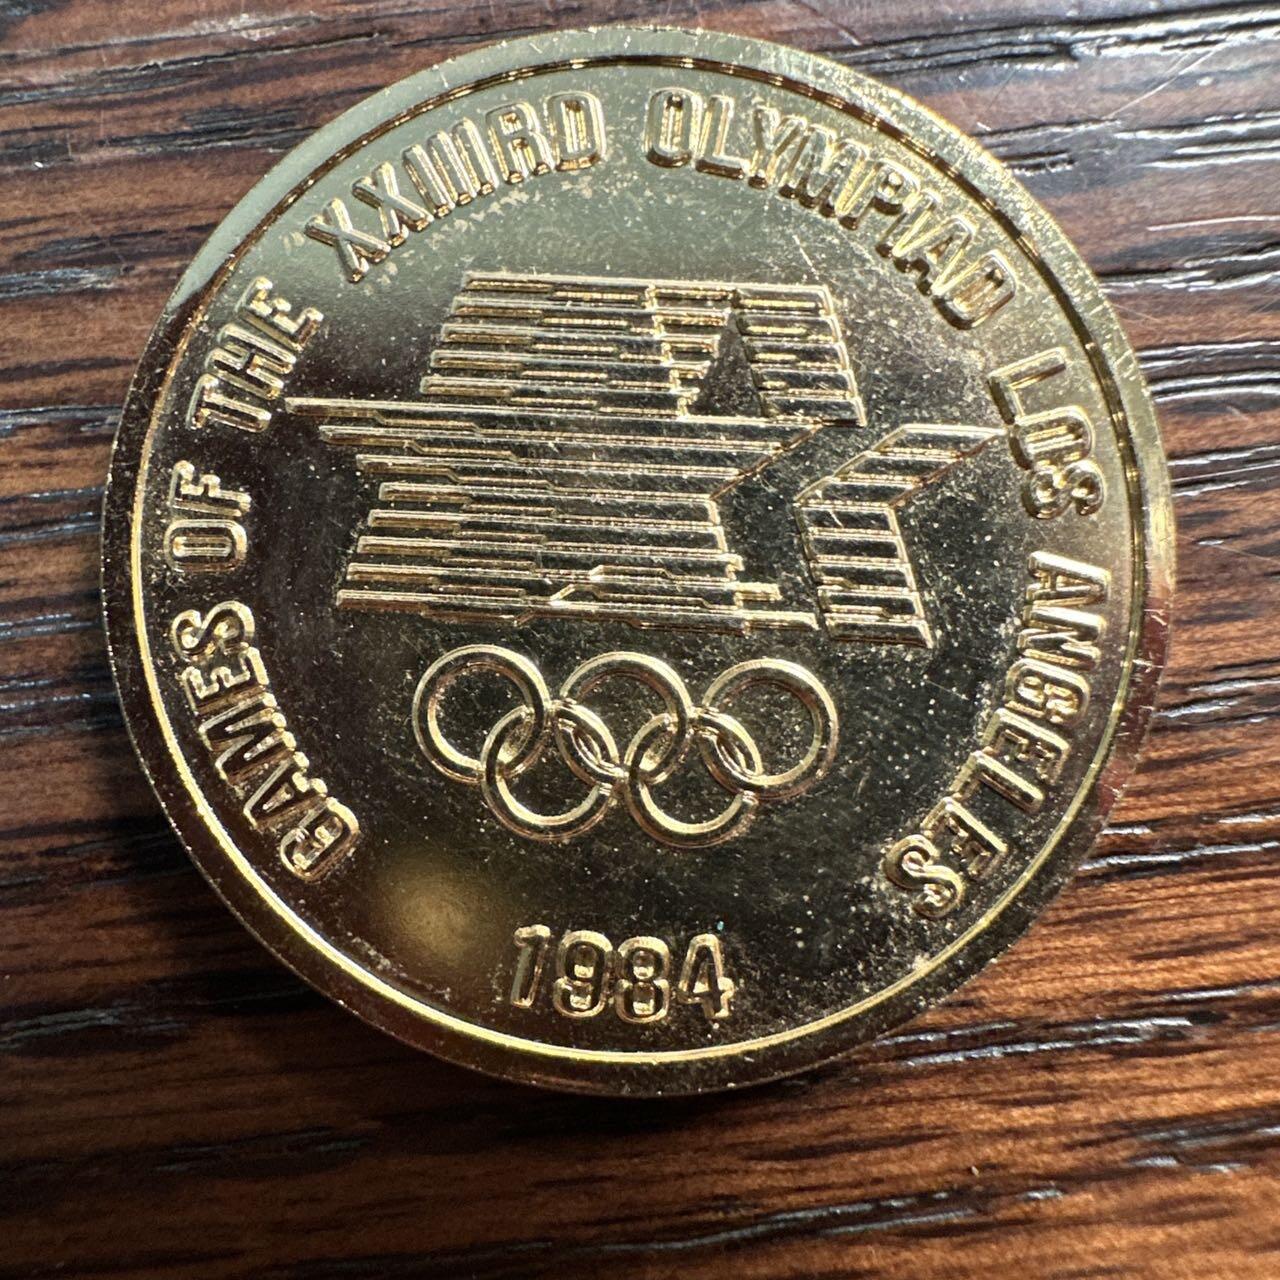 GAMES OF THE XXIIIRD OLYMPIAD LOS ANGELES
1984